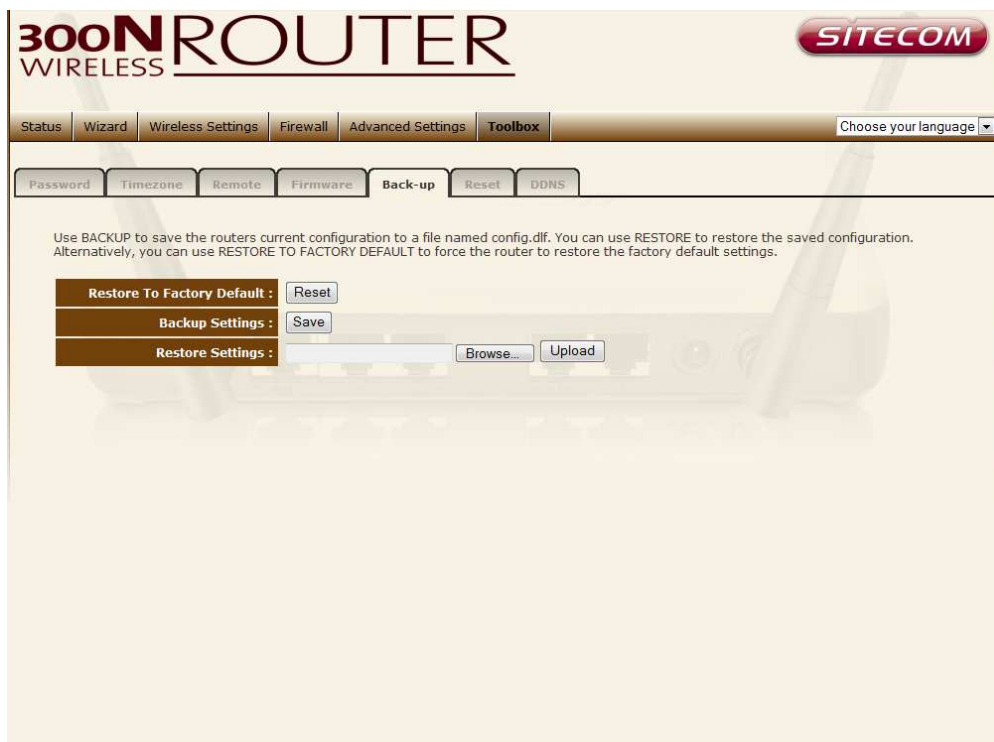 300N WIRELESS ROUTER
SITECOM
Status Wizard Wireless Settings Firewall Advanced Settings Toolbox Choose your language
Password Timezone Remote Firmware Back-up Reset DDNS
Use BACKUP to save the routers current configuration to a file named config.dlf. You can use RESTORE to restore the saved configuration.
Alternatively, you can use RESTORE TO FACTORY DEFAULT to force the router to restore the factory default settings.
Restore To Factory Default : Reset
Backup Settings : Save
Restore Settings : Browse... Upload